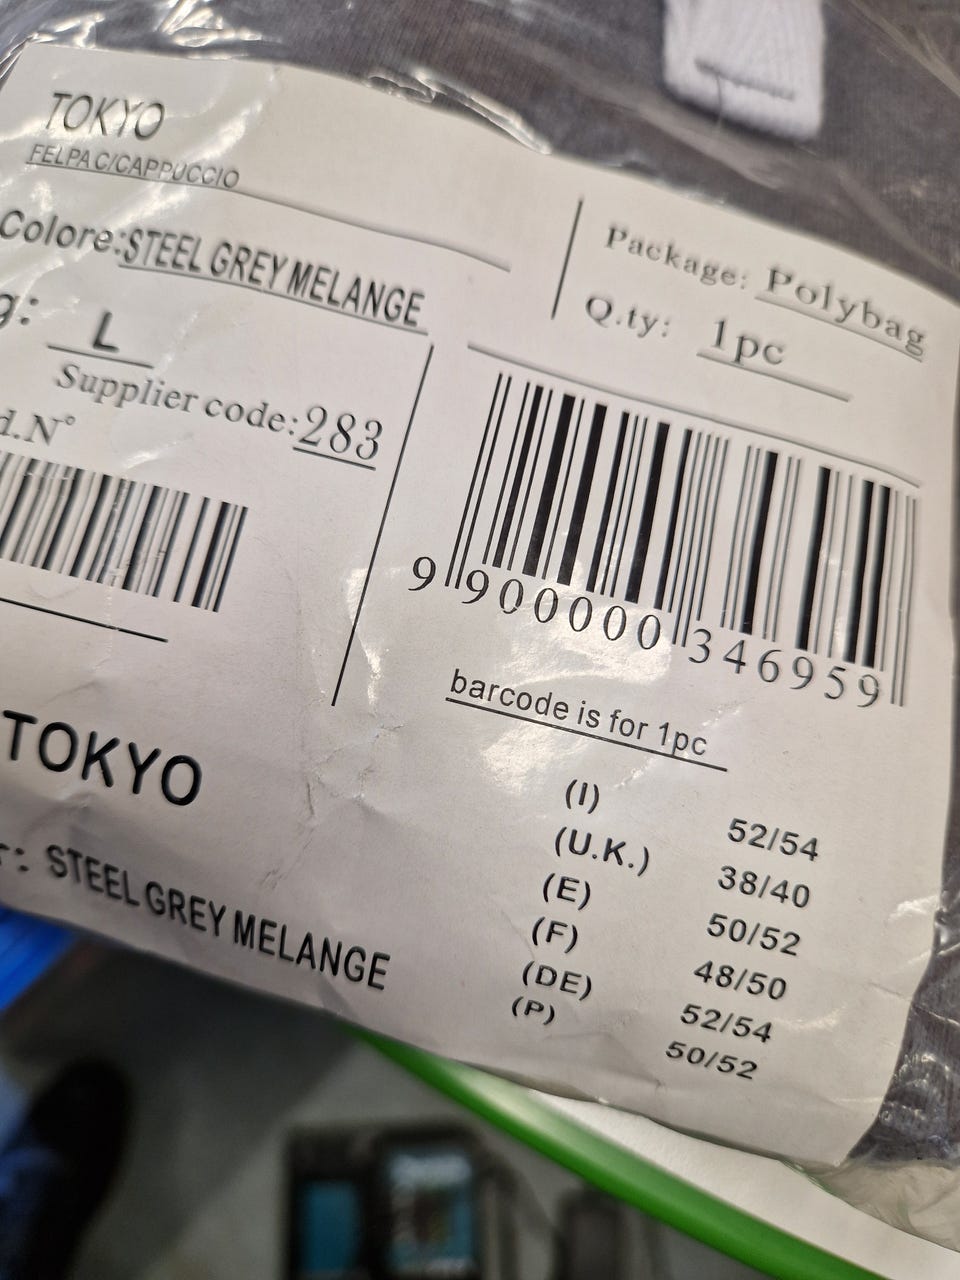 TOKYO
FELPA C/CAPPUCCIO
Colore:STEEL GREY MELANGE
g: L
Supplier code:283
d.N°
Package: Polybag
Q.ty: 1pc
9 900000 346959
barcode is for 1pc
TOKYO
r: STEEL GREY MELANGE
(I) 52/54
(U.K.) 38/40
(E) 50/52
(F) 48/50
(DE) 52/54
(P) 50/52